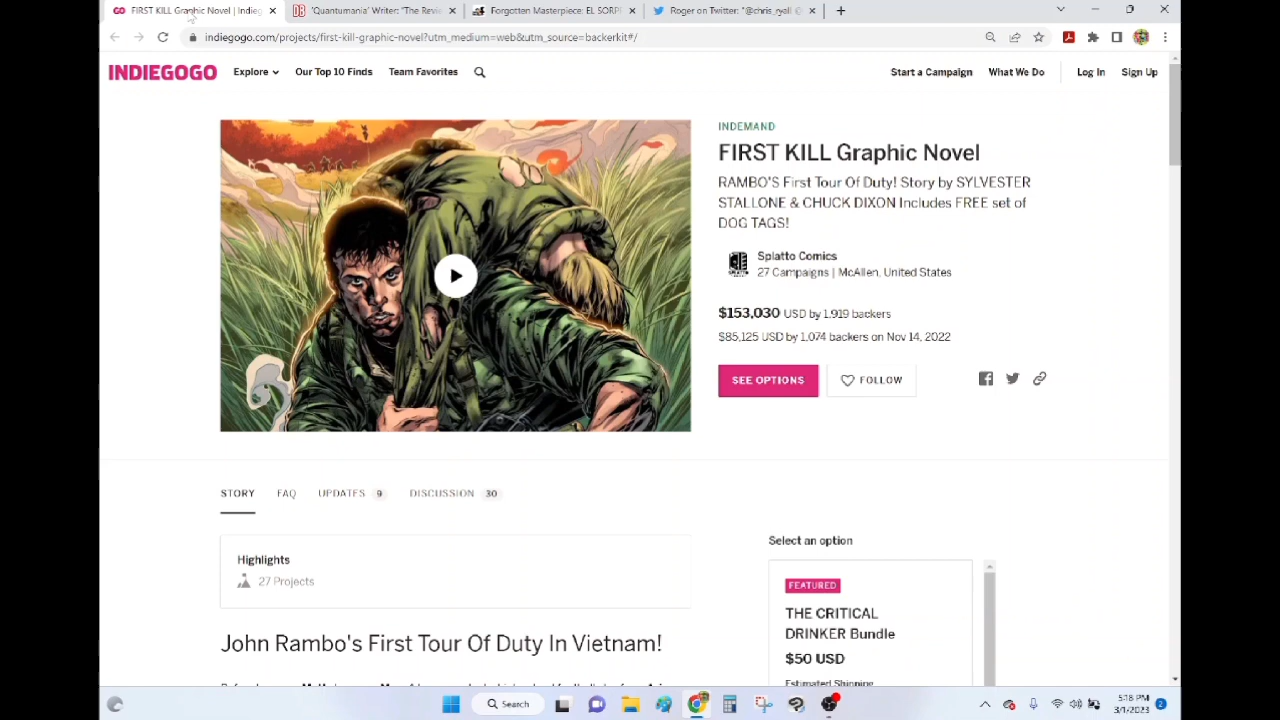 FIRST KILL Graphic Novel | Indieg
'Quantumania' Writer: "The Revie
Forgotten Masterpiece: EL SORPR
Roger on Twitter: "@chris_ryall @
indiegogo.com/projects/first-kill-graphic-novel?utm_medium=web&utm_source=backerkit#/
INDIEGOGO
Explore
Our Top 10 Finds
Team Favorites
Start a Campaign
What We Do
Log In
Sign Up
INDEMAND
FIRST KILL Graphic Novel
RAMBO'S First Tour Of Duty! Story by SYLVESTER
STALLONE & CHUCK DIXON Includes FREE set of
DOG TAGS!
Splatto Comics
27 Campaigns | McAllen, United States
$153,030 USD by 1,919 backers
$85,125 USD by 1,074 backers on Nov 14, 2022
SEE OPTIONS
FOLLOW
STORY
FAQ
UPDATES 9
DISCUSSION 30
Highlights
27 Projects
John Rambo's First Tour Of Duty In Vietnam!
Select an option
FEATURED
THE CRITICAL
DRINKER Bundle
$50 USD
Estimated Shipping
Search
5:18 PM
3/1/2023
2